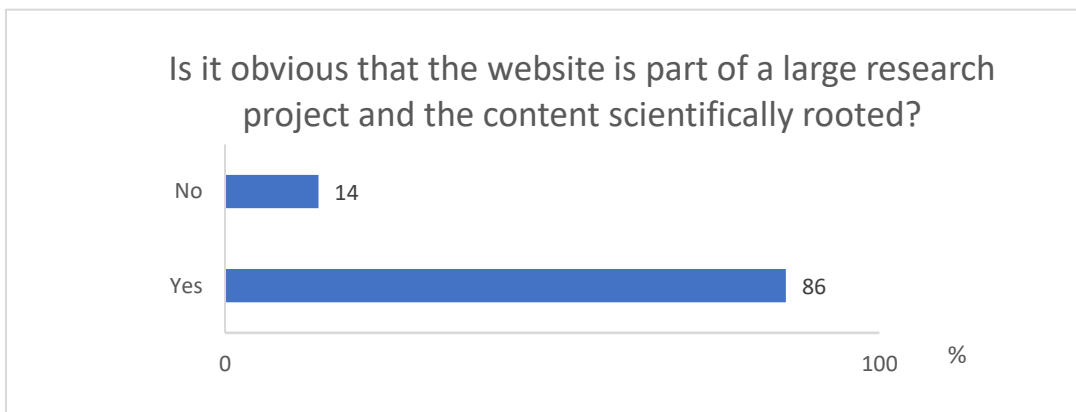 Is it obvious that the website is part of a large research
project and the content scientifically rooted?
No
14
Yes
86
0
100
%